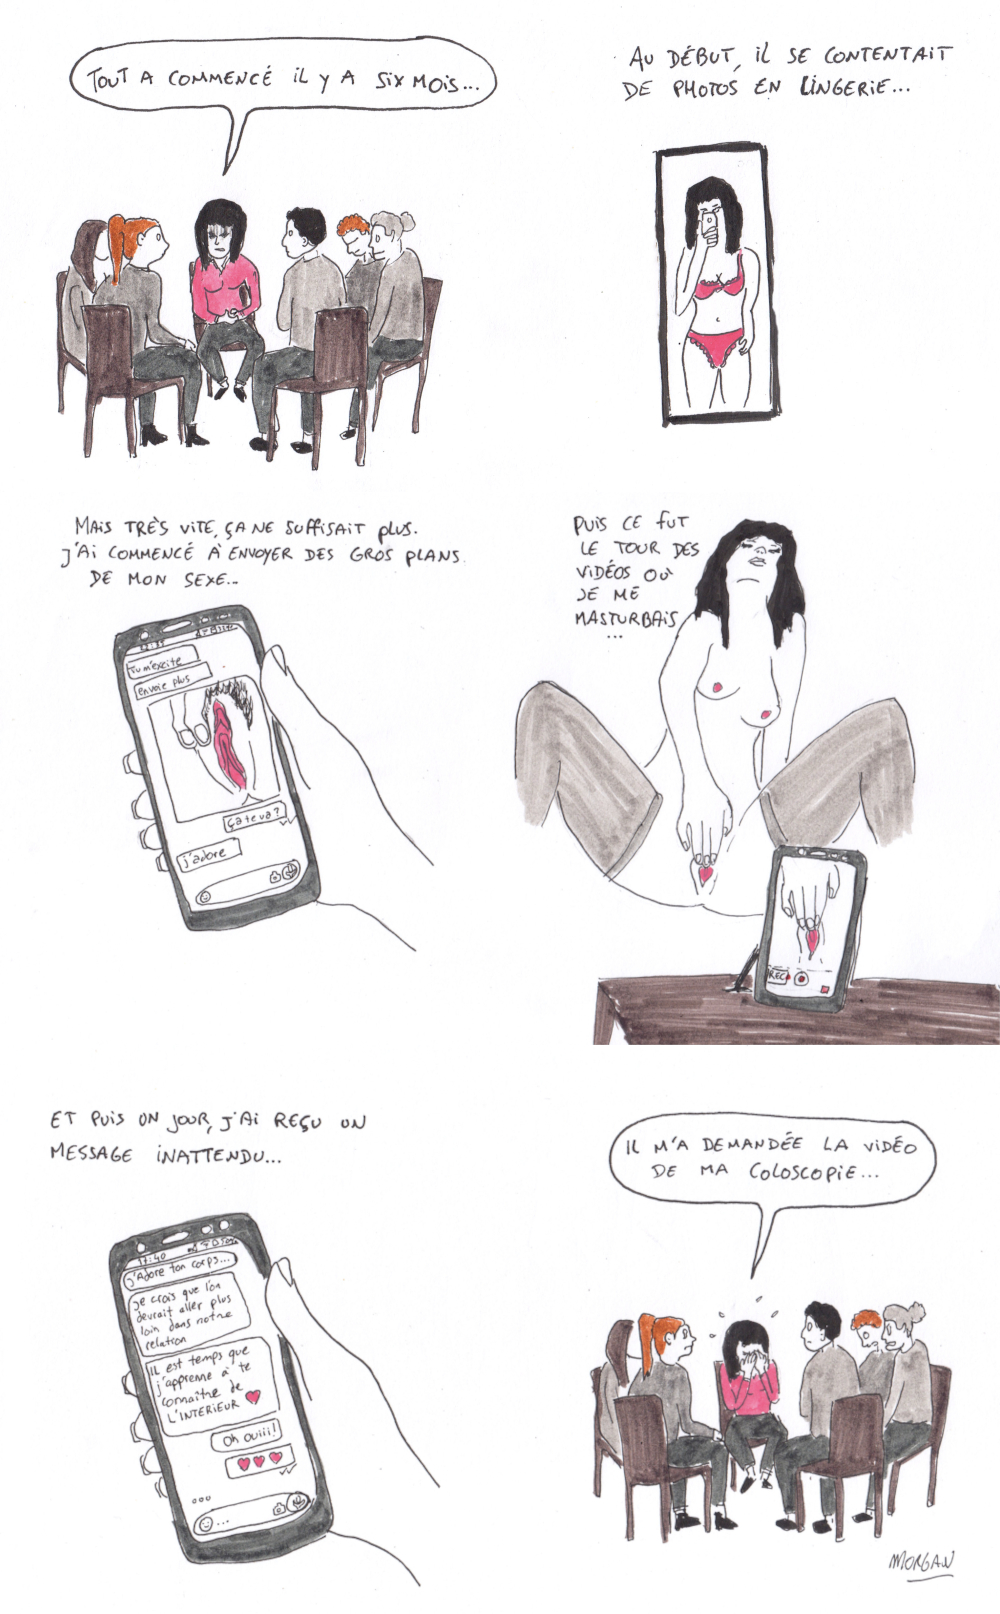 TOUT A COMMENCÉ IL Y A SIX MOIS...
AU DÉBUT, IL SE CONTENTAIT
DE PHOTOS EN LINGERIE...
MAIS TRÈS VITE, ÇA NE SUFFISAIT PLUS.
J'AI COMMENCÉ À ENVOYER DES GROS PLANS
DE MON SEXE...
Tu m'excite
envoie plus
ça te va?
j'adore
PUIS CE FUT
LE TOUR DES
VIDÉOS OÙ
JE ME
MASTURBAIS
...
REC
ET PUIS UN JOUR, J'AI REÇU UN
MESSAGE INATTENDU...
17:40
J'Adore ton corps...
je crois que l'on
devrait aller plus
loin dans notre
relation
IL est temps que
j'apprenne à te
connaître de
L'INTERIEUR
Oh ouiii!
...
IL M'A DEMANDÉE LA VIDÉO
DE MA COLOSCOPIE...
MORGAN